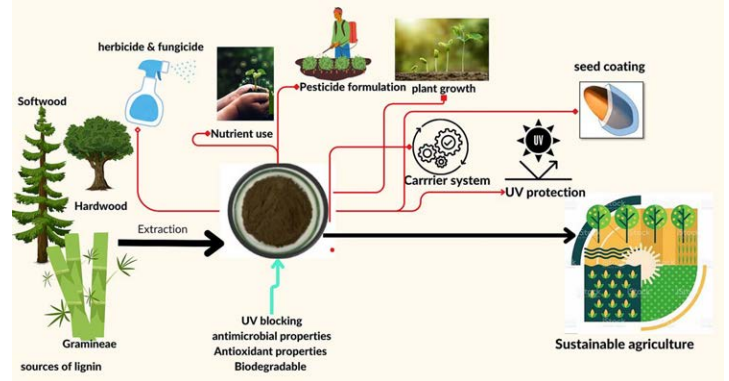 herbicide & fungicide
Softwood
Hardwood
Gramineae
sources of lignin
Extraction
Nutrient use
Pesticide formulation
plant growth
seed coating
Carrrier system
UV
UV protection
UV blocking
antimicrobial properties
Antioxidant properties
Biodegradable
Sustainable agriculture